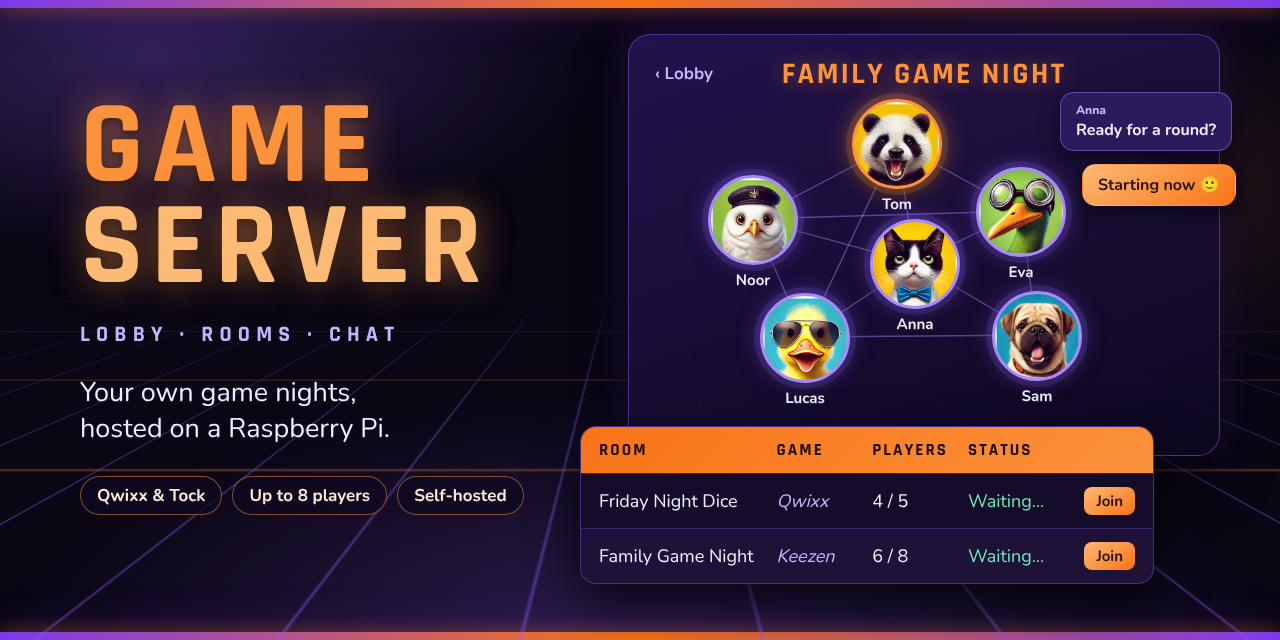 GAME
SERVER
LOBBY · ROOMS · CHAT
Your own game nights,
hosted on a Raspberry Pi.
Qwixx & Tock
Up to 8 players
Self-hosted
‹ Lobby
FAMILY GAME NIGHT
Anna
Ready for a round?
Starting now 🙂
Tom
Noor
Eva
Anna
Lucas
Sam
ROOM GAME PLAYERS STATUS
Friday Night Dice Qwixx 4 / 5 Waiting... Join
Family Game Night Keezen 6 / 8 Waiting... Join